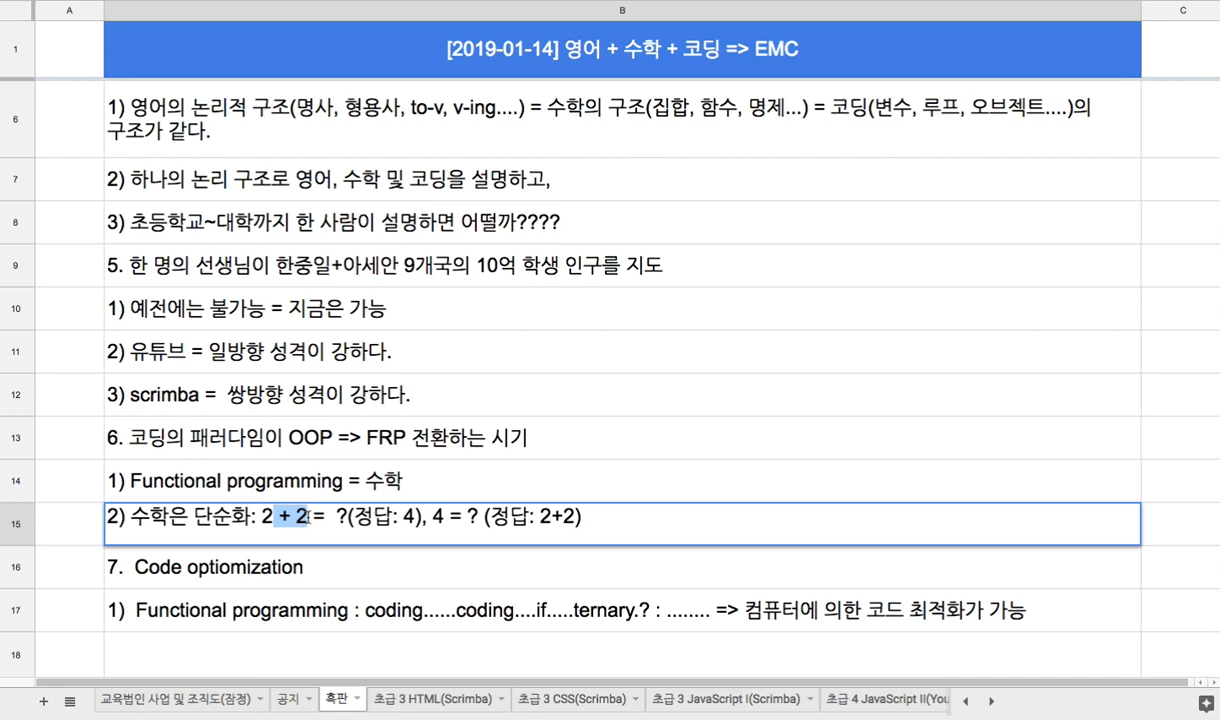 A
B
C
1
[2019-01-14] 영어 + 수학 + 코딩 => EMC
6
1) 영어의 논리적 구조(명사, 형용사, to-v, v-ing....) = 수학의 구조(집합, 함수, 명제...) = 코딩(변수, 루프, 오브젝트....)의
구조가 같다.
7
2) 하나의 논리 구조로 영어, 수학 및 코딩을 설명하고,
8
3) 초등학교~대학까지 한 사람이 설명하면 어떨까????
9
5. 한 명의 선생님이 한중일+아세안 9개국의 10억 학생 인구를 지도
10
1) 예전에는 불가능 = 지금은 가능
11
2) 유튜브 = 일방향 성격이 강하다.
12
3) scrimba =  쌍방향 성격이 강하다.
13
6. 코딩의 패러다임이 OOP => FRP 전환하는 시기
14
1) Functional programming = 수학
15
2) 수학은 단순화: 2 + 2 =  ?(정답: 4), 4 = ? (정답: 2+2)
16
7.  Code optiomization
17
1)  Functional programming : coding......coding....if.....ternary.? : ........ => 컴퓨터에 의한 코드 최적화가 가능
18
교육법인 사업 및 조직도(잠정)
공지
흑판
초급 3 HTML(Scrimba)
초급 3 CSS(Scrimba)
초급 3 JavaScript I(Scrimba)
초급 4 JavaScript II(You